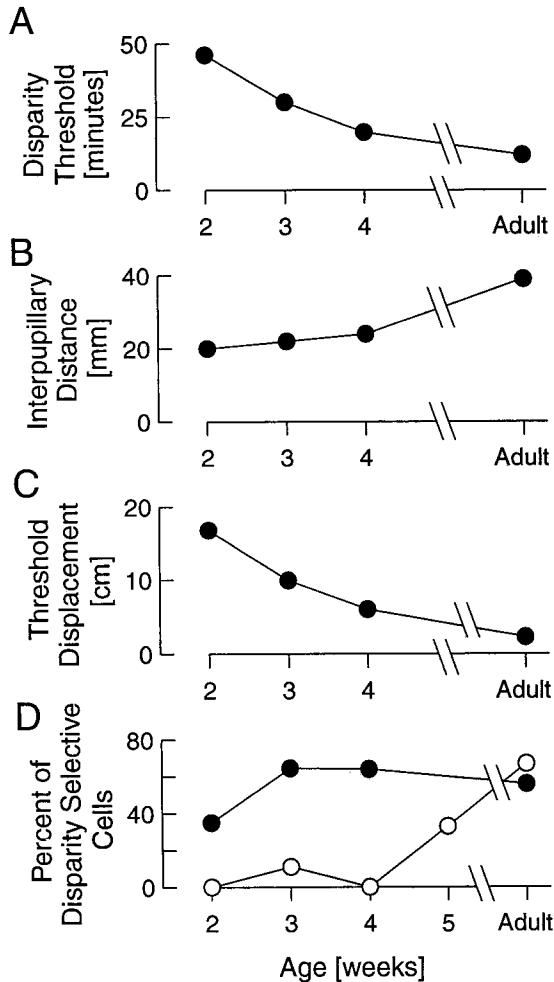 A
Disparity
Threshold
[minutes]
50
25
0
2 3 4 Adult
B
Interpupillary
Distance
[mm]
40
20
0
2 3 4 Adult
C
Threshold
Displacement
[cm]
20
10
0
2 3 4 Adult
D
Percent of
Disparity Selective
Cells
80
40
0
2 3 4 5 Adult
Age [weeks]